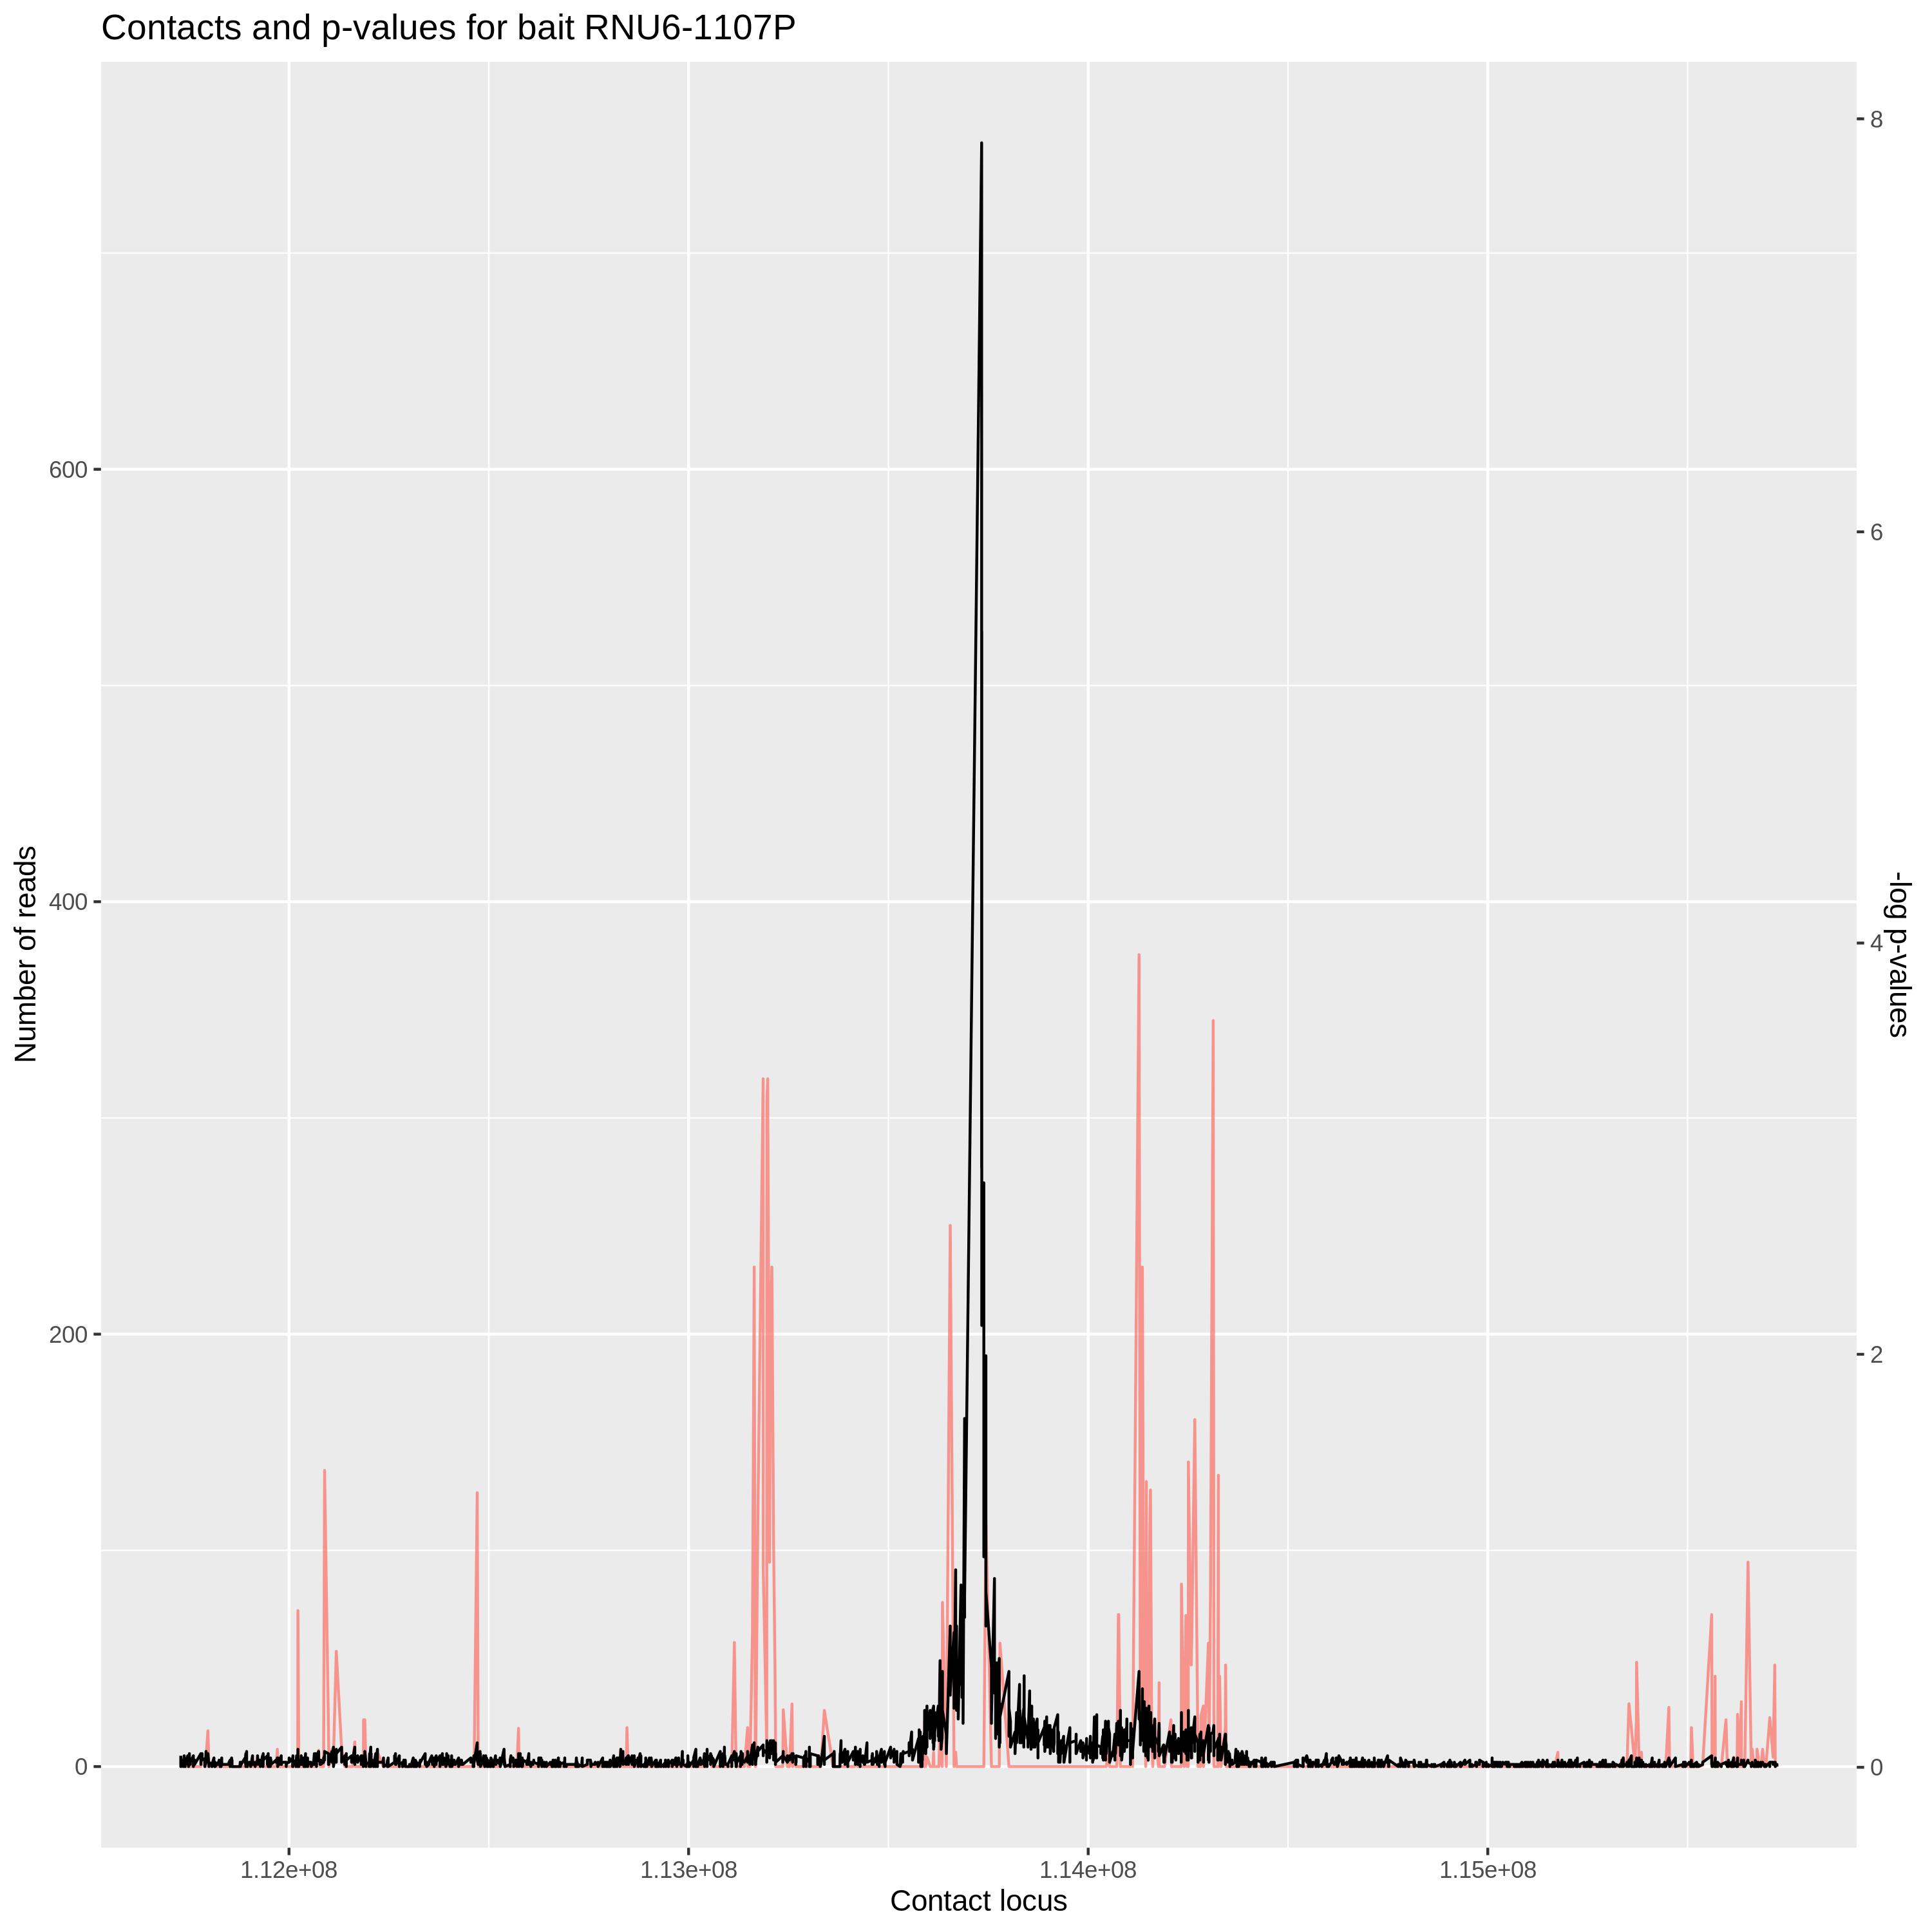 Contacts and p-values for bait RNU6-1107P
8
6
4
2
0
-log p-values
600
400
200
0
Number of reads
1.12e+08 1.13e+08 1.14e+08 1.15e+08
Contact locus